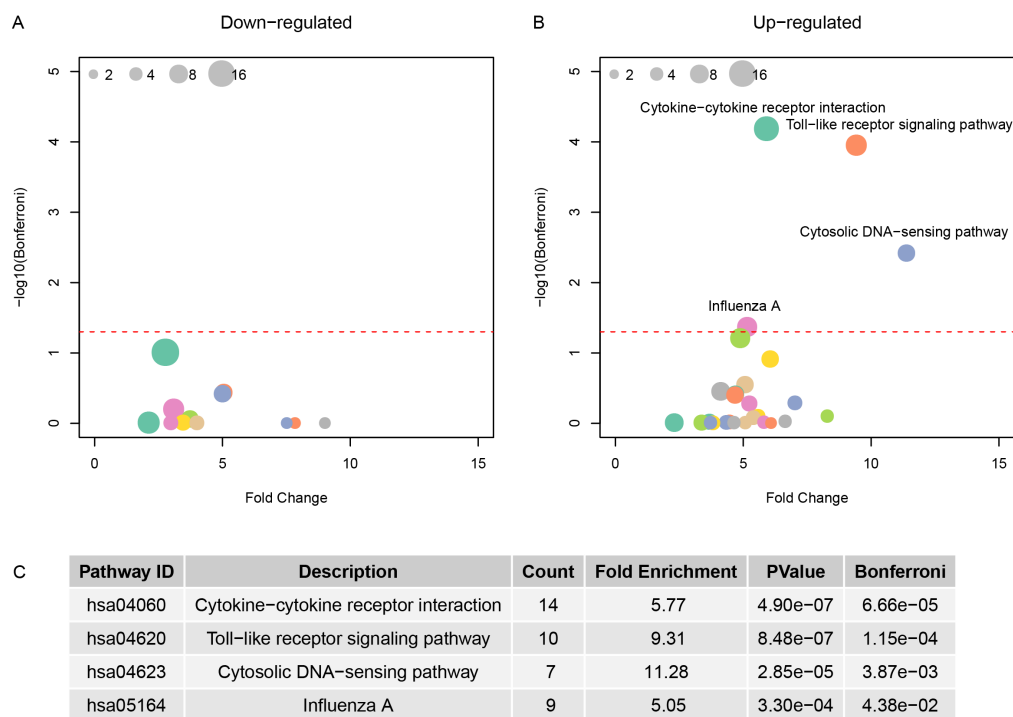 A
Down−regulated
2 4 8 16
5
4
3
2
1
0
−log10(Bonferroni)
0 5 10 15
Fold Change
B
Up−regulated
2 4 8 16
Cytokine−cytokine receptor interaction
Toll−like receptor signaling pathway
Cytosolic DNA−sensing pathway
Influenza A
5
4
3
2
1
0
−log10(Bonferroni)
0 5 10 15
Fold Change
C
Pathway ID Description Count Fold Enrichment PValue Bonferroni
hsa04060 Cytokine−cytokine receptor interaction 14 5.77 4.90e−07 6.66e−05
hsa04620 Toll−like receptor signaling pathway 10 9.31 8.48e−07 1.15e−04
hsa04623 Cytosolic DNA−sensing pathway 7 11.28 2.85e−05 3.87e−03
hsa05164 Influenza A 9 5.05 3.30e−04 4.38e−02